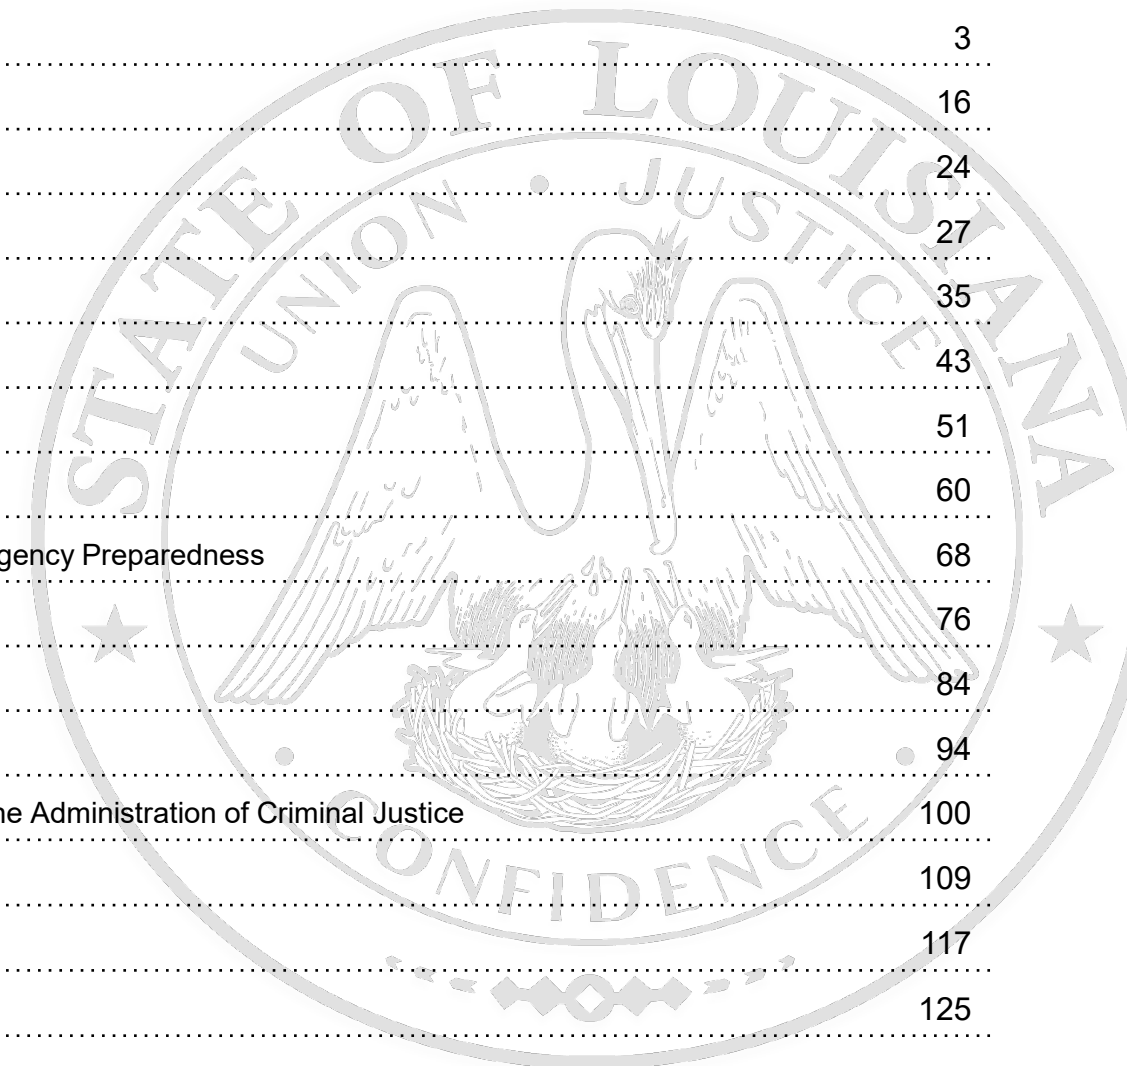 3
16
24
27
35
43
51
60
gency Preparedness 68
76
84
94
ne Administration of Criminal Justice 100
109
117
125
STATE OF LOUISIANA
UNION • JUSTICE
• CONFIDENCE •